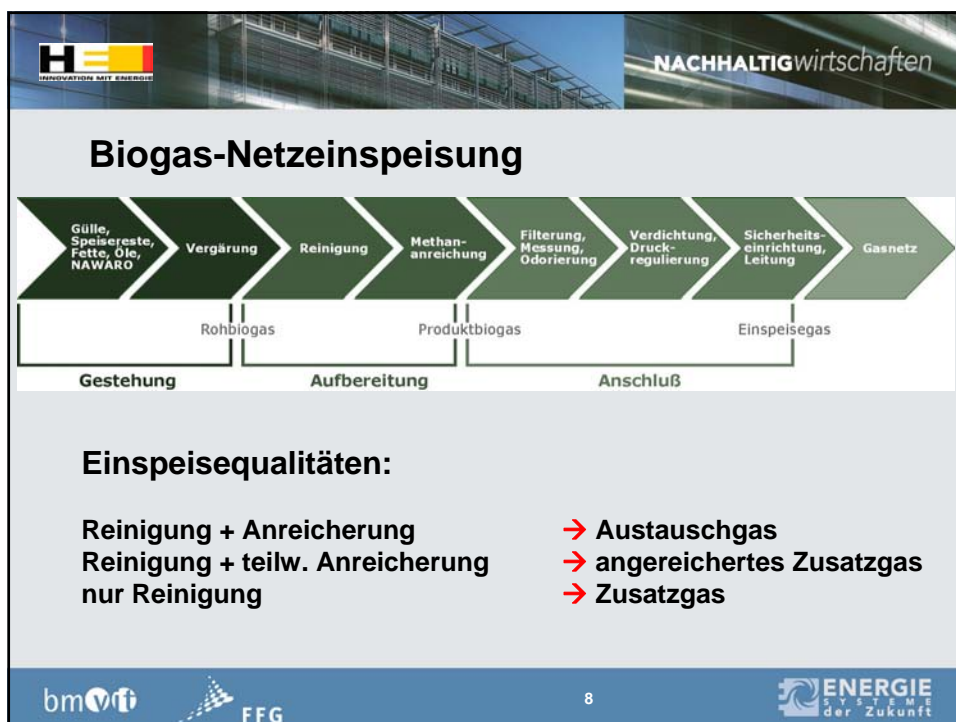 HEI
INNOVATION MIT ENERGIE
NACHHALTIGwirtschaften
Biogas-Netzeinspeisung
Gülle,
Speisereste,
Fette, Öle,
NAWARO
Vergärung
Reinigung
Methan-
anreichung
Filterung,
Messung,
Odorierung
Verdichtung,
Druck-
regulierung
Sicherheits-
einrichtung,
Leitung
Gasnetz
Rohbiogas
Produktbiogas
Einspeisegas
Gestehung
Aufbereitung
Anschluß
Einspeisequalitäten:
Reinigung + Anreicherung → Austauschgas
Reinigung + teilw. Anreicherung → angereichertes Zusatzgas
nur Reinigung → Zusatzgas
bmvit
FFG
8
ENERGIE
SYSTEME
der Zukunft